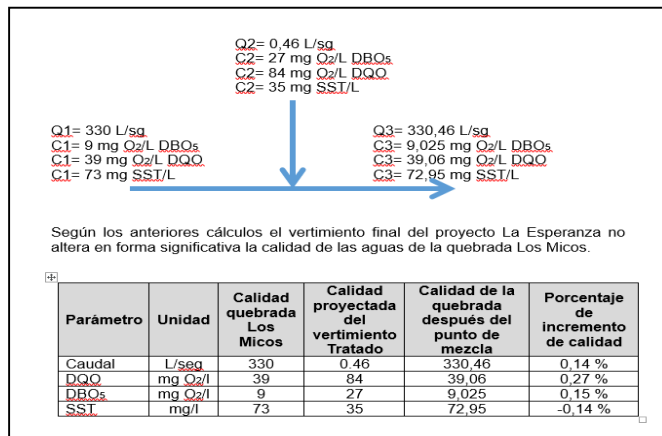 Q2= 0,46 L/sg
C2= 27 mg O2/L DBO5
C2= 84 mg O2/L DQO
C2= 35 mg SST/L
Q1= 330 L/sg
C1= 9 mg O2/L DBO5
C1= 39 mg O2/L DQO
C1= 73 mg SST/L
Q3= 330,46 L/sg
C3= 9,025 mg O2/L DBO5
C3= 39,06 mg O2/L DQO
C3= 72,95 mg SST/L
Según los anteriores cálculos el vertimiento final del proyecto La Esperanza no
altera en forma significativa la calidad de las aguas de la quebrada Los Micos.
Parámetro Unidad Calidad quebrada Los Micos Calidad proyectada del vertimiento Tratado Calidad de la quebrada después del punto de mezcla Porcentaje de incremento de calidad
Caudal L/seg 330 0.46 330,46 0,14 %
DQO mg O2/l 39 84 39,06 0,27 %
DBO5 mg O2/l 9 27 9,025 0,15 %
SST mg/l 73 35 72,95 -0,14 %